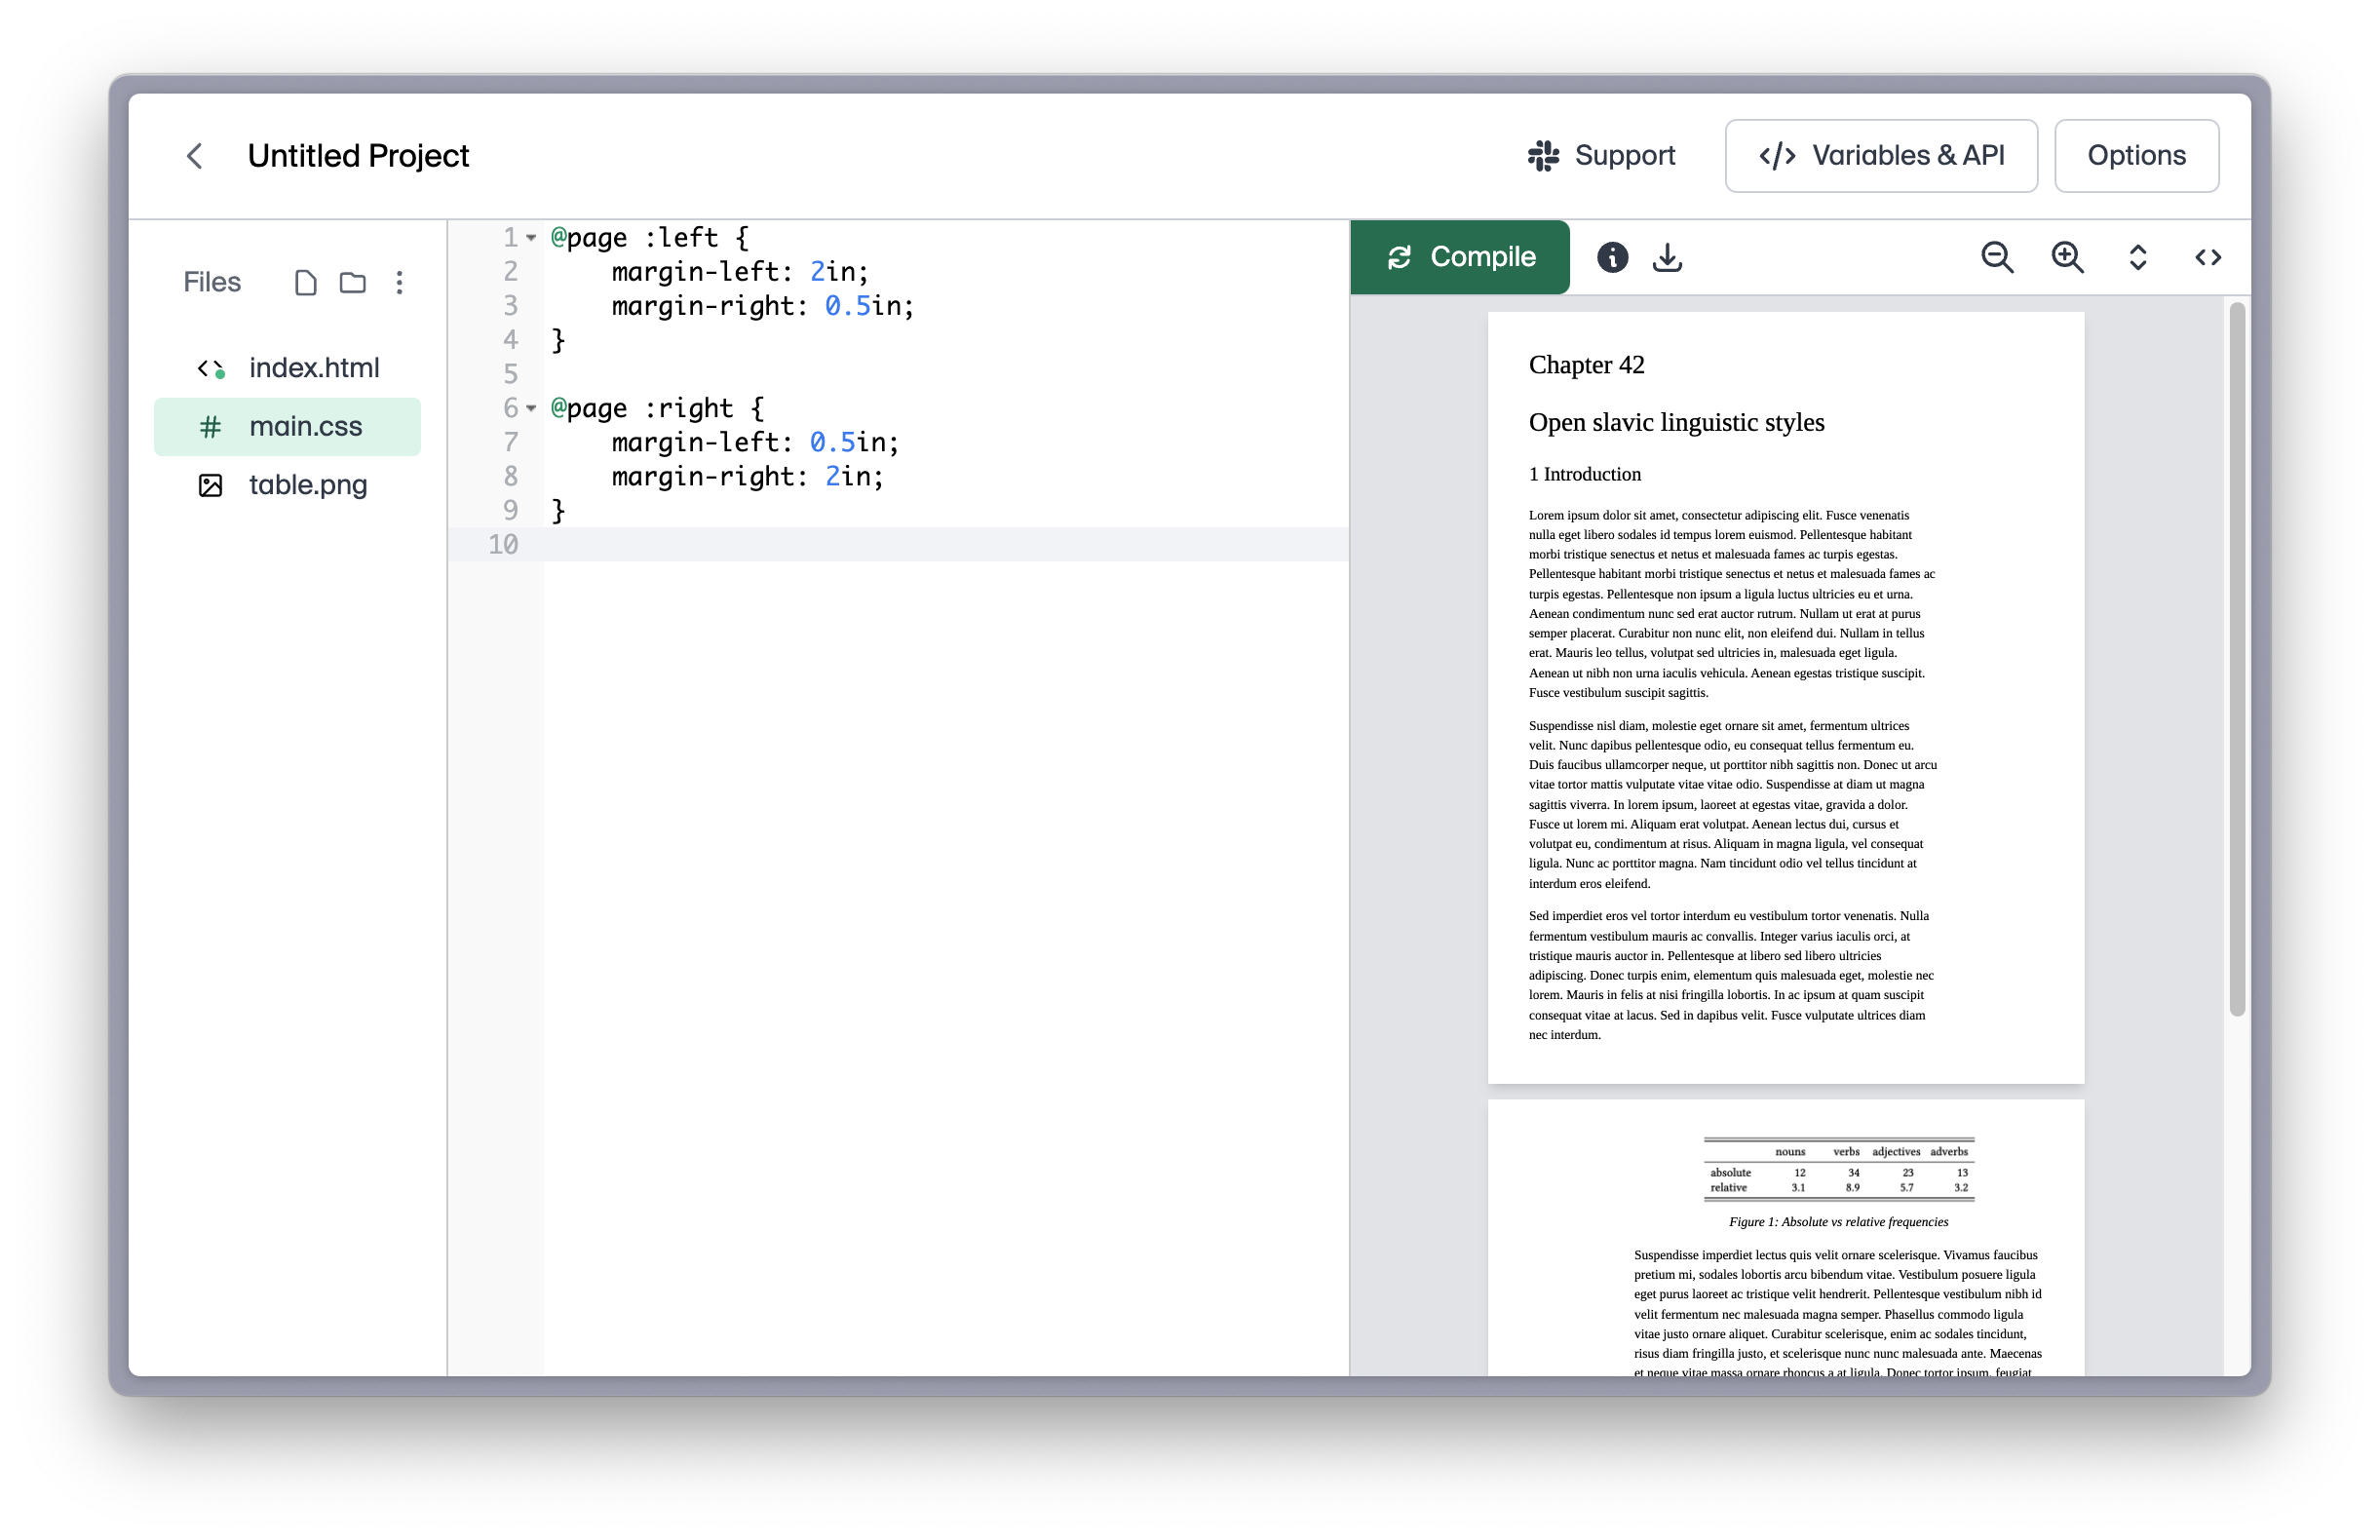 Untitled Project
Support
</> Variables & API
Options
Files
index.html
main.css
table.png
1 @page :left {
2 margin-left: 2in;
3 margin-right: 0.5in;
4 }
5
6 @page :right {
7 margin-left: 0.5in;
8 margin-right: 2in;
9 }
10
Compile
Chapter 42
Open slavic linguistic styles
1 Introduction
Lorem ipsum dolor sit amet, consectetur adipiscing elit. Fusce venenatis
nulla eget libero sodales id tempus lorem euismod. Pellentesque habitant
morbi tristique senectus et netus et malesuada fames ac turpis egestas.
Pellentesque habitant morbi tristique senectus et netus et malesuada fames ac
turpis egestas. Pellentesque non ipsum a ligula luctus ultricies eu et urna.
Aenean condimentum nunc sed erat auctor rutrum. Nullam ut erat at purus
semper placerat. Curabitur non nunc elit, non eleifend dui. Nullam in tellus
erat. Mauris leo tellus, volutpat sed ultricies in, malesuada eget ligula.
Aenean ut nibh non urna iaculis vehicula. Aenean egestas tristique suscipit.
Fusce vestibulum suscipit sagittis.
Suspendisse nisl diam, molestie eget ornare sit amet, fermentum ultrices
velit. Nunc dapibus pellentesque odio, eu consequat tellus fermentum eu.
Duis faucibus ullamcorper neque, ut porttitor nibh sagittis non. Donec ut arcu
vitae tortor mattis vulputate vitae vitae odio. Suspendisse at diam ut magna
sagittis viverra. In lorem ipsum, laoreet at egestas vitae, gravida a dolor.
Fusce ut lorem mi. Aliquam erat volutpat. Aenean lectus dui, cursus et
volutpat eu, condimentum at risus. Aliquam in magna ligula, vel consequat
ligula. Nunc ac porttitor magna. Nam tincidunt odio vel tellus tincidunt at
interdum eros eleifend.
Sed imperdiet eros vel tortor interdum eu vestibulum tortor venenatis. Nulla
fermentum vestibulum mauris ac convallis. Integer varius iaculis orci, at
tristique mauris auctor in. Pellentesque at libero sed libero ultricies
adipiscing. Donec turpis enim, elementum quis malesuada eget, molestie nec
lorem. Mauris in felis at nisi fringilla lobortis. In ac ipsum at quam suscipit
consequat vitae at lacus. Sed in dapibus velit. Fusce vulputate ultrices diam
nec interdum.
nouns verbs adjectives adverbs
absolute 12 34 23 13
relative 3.1 8.9 5.7 3.2
Figure 1: Absolute vs relative frequencies
Suspendisse imperdiet lectus quis velit ornare scelerisque. Vivamus faucibus
pretium mi, sodales lobortis arcu bibendum vitae. Vestibulum posuere ligula
eget purus laoreet ac tristique velit hendrerit. Pellentesque vestibulum nibh id
velit fermentum nec malesuada magna semper. Phasellus commodo ligula
vitae justo ornare aliquet. Curabitur scelerisque, enim ac sodales tincidunt,
risus diam fringilla justo, et scelerisque nunc nunc malesuada ante. Maecenas
et neque vitae massa ornare rhoncus a at ligula. Donec tortor ipsum, feugiat